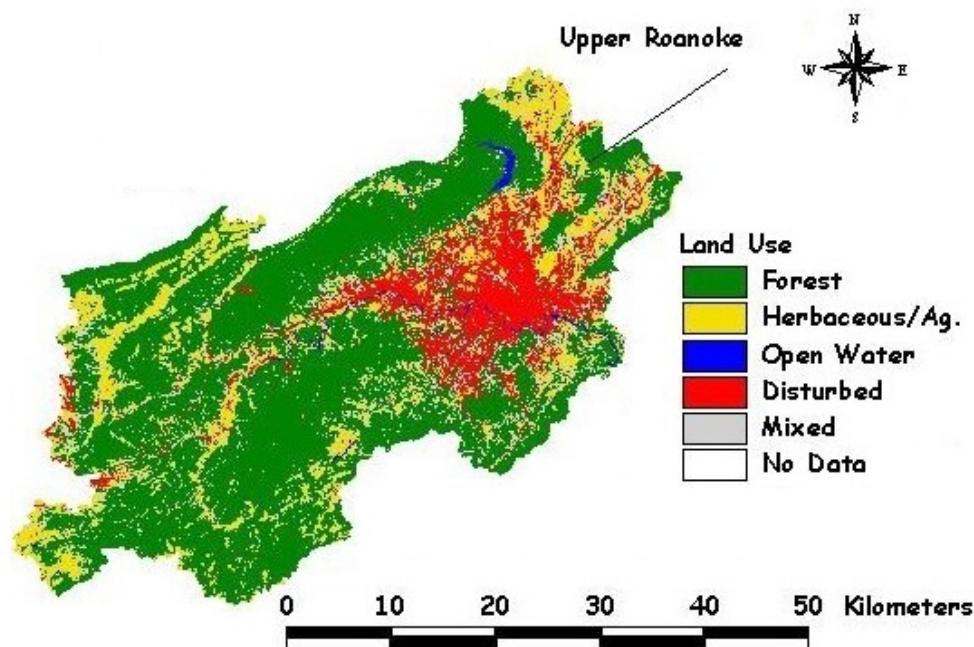 Upper Roanoke
N
W E
S
Land Use
Forest
Herbaceous/Ag.
Open Water
Disturbed
Mixed
No Data
0 10 20 30 40 50 Kilometers